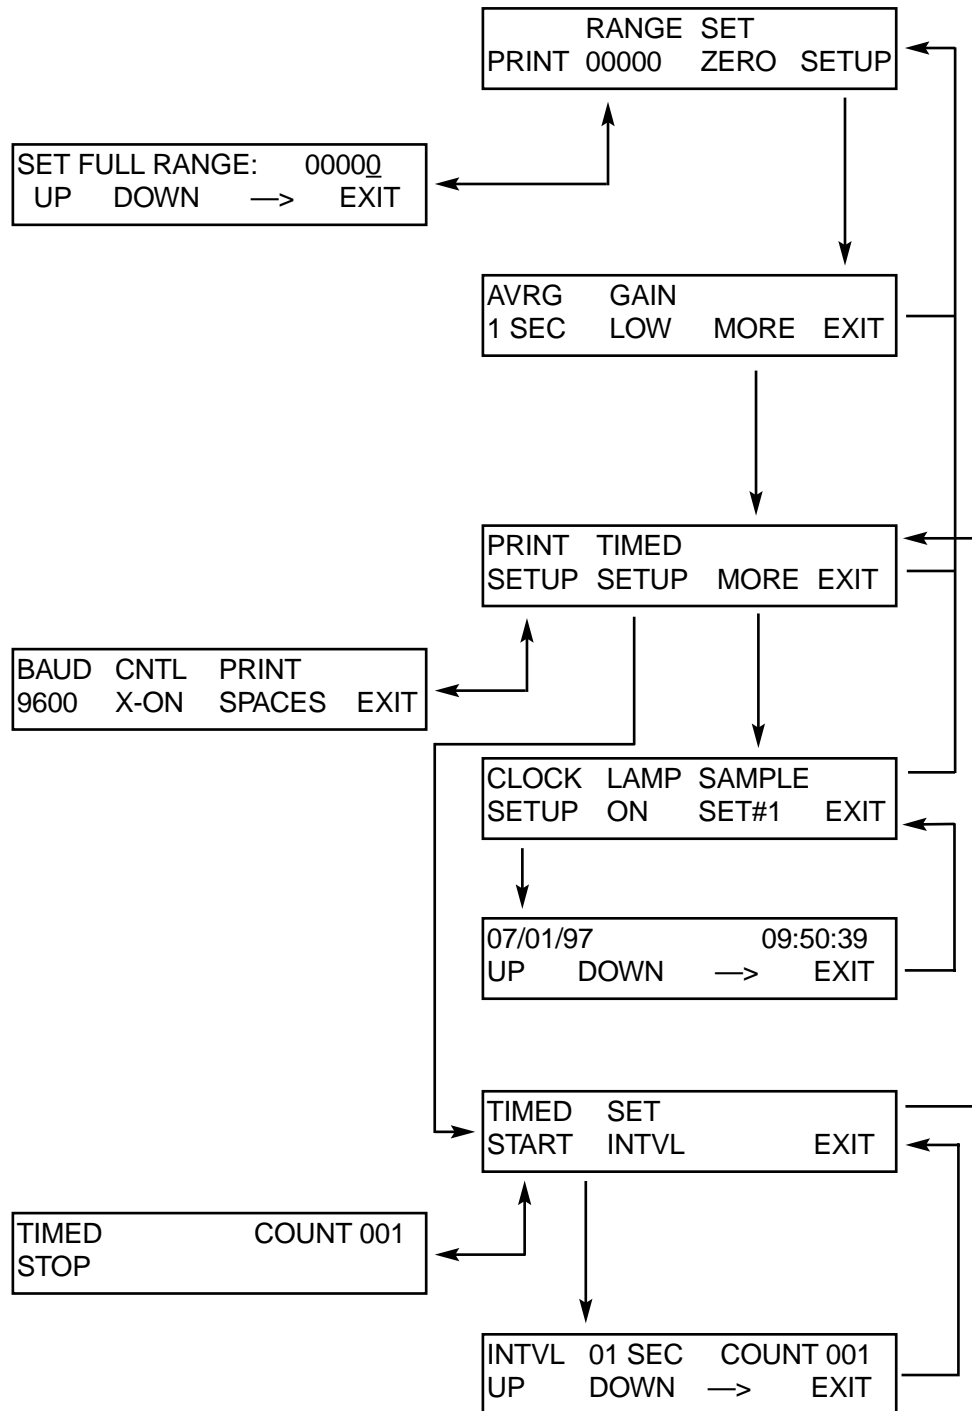 RANGE SET
PRINT 00000 ZERO SETUP
SET FULL RANGE: 00000
UP DOWN —> EXIT
AVRG GAIN
1 SEC LOW MORE EXIT
PRINT TIMED
SETUP SETUP MORE EXIT
BAUD CNTL PRINT
9600 X-ON SPACES EXIT
CLOCK LAMP SAMPLE
SETUP ON SET#1 EXIT
07/01/97 09:50:39
UP DOWN —> EXIT
TIMED SET
START INTVL EXIT
TIMED COUNT 001
STOP
INTVL 01 SEC COUNT 001
UP DOWN —> EXIT